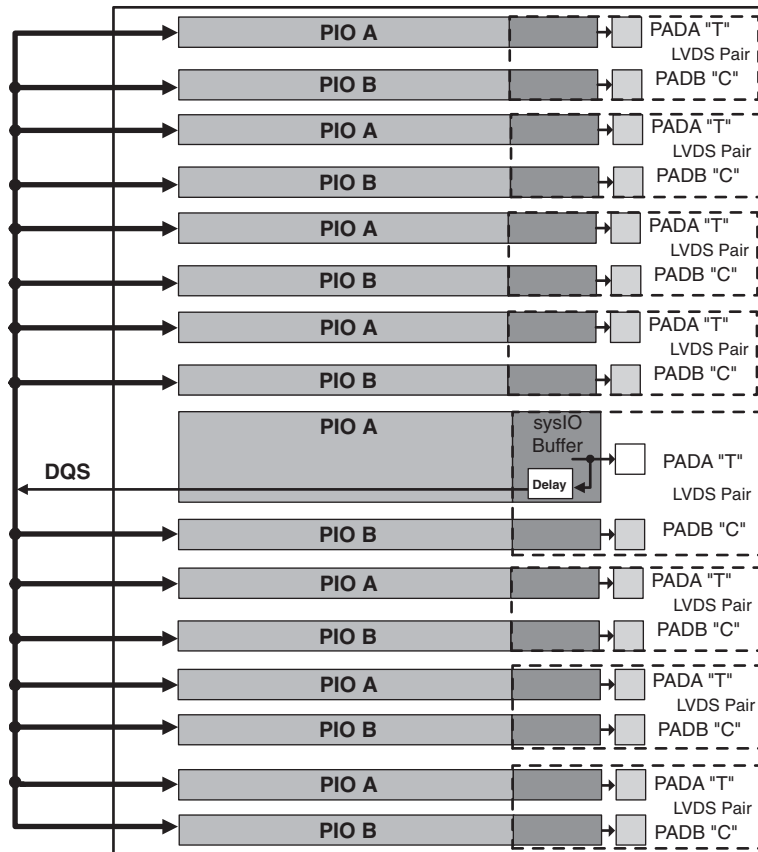 PIO A PADA "T"
LVDS Pair
PIO B PADB "C"
PIO A PADA "T"
LVDS Pair
PIO B PADB "C"
PIO A PADA "T"
LVDS Pair
PIO B PADB "C"
PIO A PADA "T"
LVDS Pair
PIO B PADB "C"
PIO A sysIO
Buffer
PADA "T"
DQS Delay LVDS Pair
PIO B PADB "C"
PIO A PADA "T"
LVDS Pair
PIO B PADB "C"
PIO A PADA "T"
LVDS Pair
PIO B PADB "C"
PIO A PADA "T"
LVDS Pair
PIO B PADB "C"